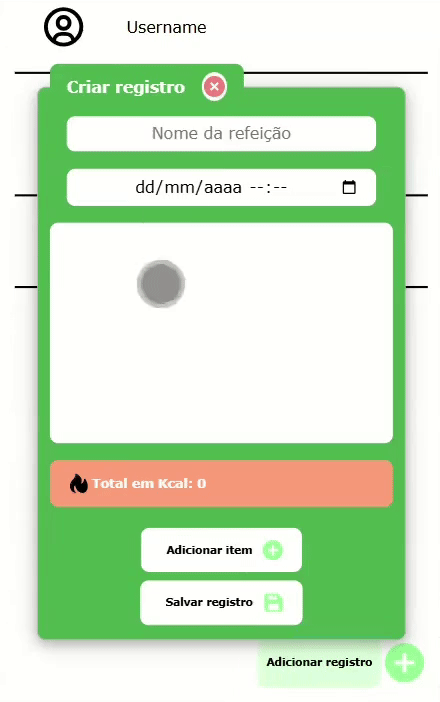 Username
Criar registro
Nome da refeição
dd/mm/aaaa --:--
Total em Kcal: 0
Adicionar item
Salvar registro
Adicionar registro